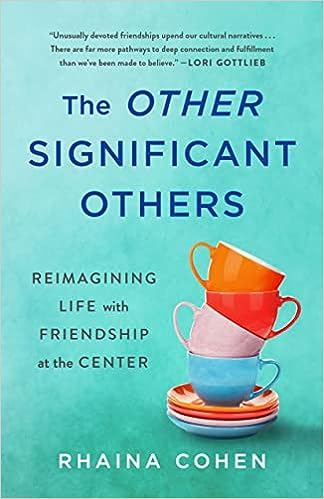 “Unusually devoted friendships upend our cultural narratives . . .
There are far more pathways to deep connection and fulfillment
than we’ve been made to believe.”—LORI GOTTLIEB
The OTHER
SIGNIFICANT
OTHERS
REIMAGINING
LIFE with
FRIENDSHIP
at the CENTER
RHAINA COHEN